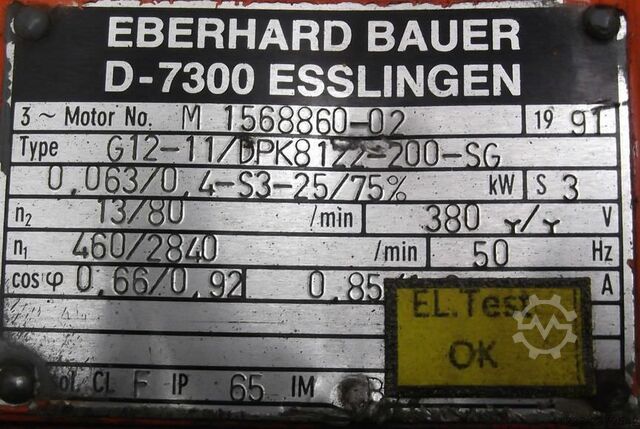 EBERHARD BAUER
D-7300 ESSLINGEN
3~ Motor No. M 1568860-02 19 91
Type G12-11/DPK8122-200-SG
0,063/0,4-S3-25/75% kW S 3
n₂ 13/80 /min 380 Y/Y V
n₁ 460/2840 /min 50 Hz
cosφ 0,66/0,92 0,85 A
EL.Test
OK
CL F IP 65 IM